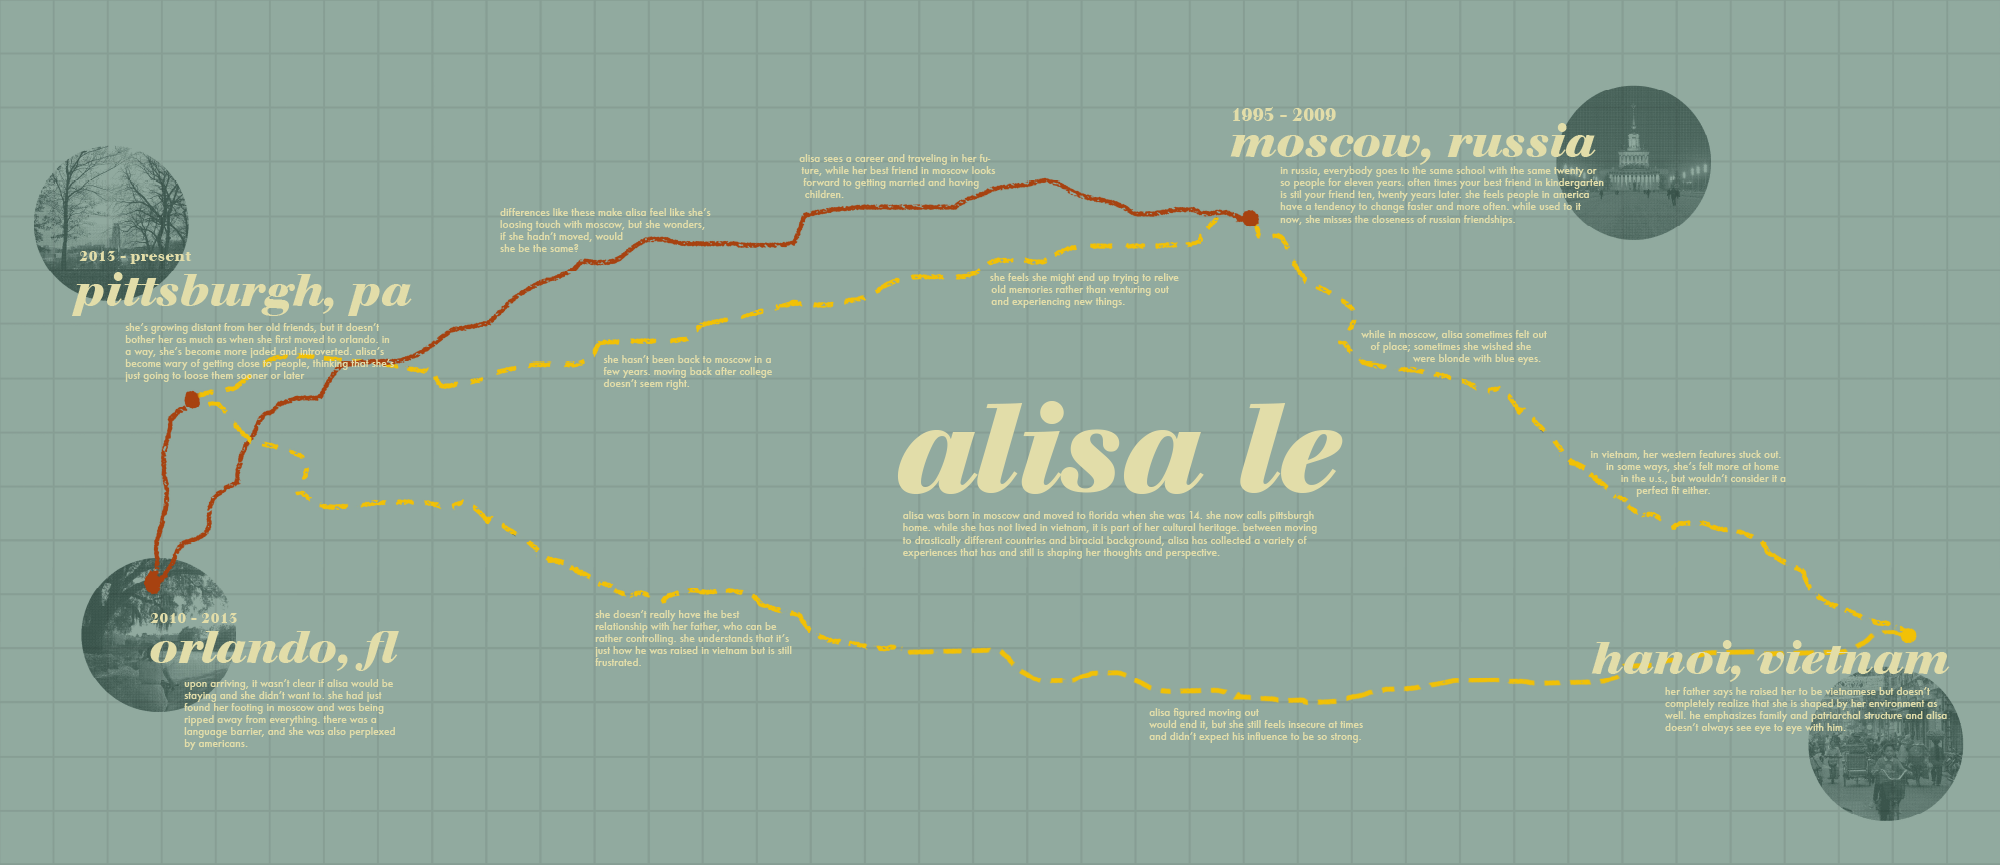 1995 - 2009
moscow, russia
in russia, everybody goes to the same school with the same twenty or
so people for eleven years. often times your best friend in kindergarten
is stil your friend ten, twenty years later. she feels people in america
have a tendency to change faster and more often. while used to it
now, she misses the closeness of russian friendships.
alisa sees a career and traveling in her fu-
ture, while her best friend in moscow looks
forward to getting married and having
children.
differences like these make alisa feel like she's
loosing touch with moscow, but she wonders,
if she hadn't moved, would
she be the same?
2013 - present
pittsburgh, pa
she's growing distant from her old friends, but it doesn't
bother her as much as when she first moved to orlando. in
a way, she's become more jaded and introverted. alisa's
become wary of getting close to people, thinking that she's
just going to loose them sooner or later
she feels she might end up trying to relive
old memories rather than venturing out
and experiencing new things.
she hasn't been back to moscow in a
few years. moving back after college
doesn't seem right.
while in moscow, alisa sometimes felt out
of place; sometimes she wished she
were blonde with blue eyes.
alisa le
alisa was born in moscow and moved to florida when she was 14. she now calls pittsburgh
home. while she has not lived in vietnam, it is part of her cultural heritage. between moving
to drastically different countries and biracial background, alisa has collected a variety of
experiences that has and still is shaping her thoughts and perspective.
in vietnam, her western features stuck out.
in some ways, she's felt more at home
in the u.s., but wouldn't consider it a
perfect fit either.
2010 - 2013
orlando, fl
upon arriving, it wasn't clear if alisa would be
staying and she didn't want to. she had just
found her footing in moscow and was being
ripped away from everything. there was a
language barrier, and she was also perplexed
by americans.
she doesn't really have the best
relationship with her father, who can be
rather controlling. she understands that it's
just how he was raised in vietnam but is still
frustrated.
alisa figured moving out
would end it, but she still feels insecure at times
and didn't expect his influence to be so strong.
hanoi, vietnam
her father says he raised her to be vietnamese but doesn't
completely realize that she is shaped by her environment as
well. he emphasizes family and patriarchal structure and alisa
doesn't always see eye to eye with him.